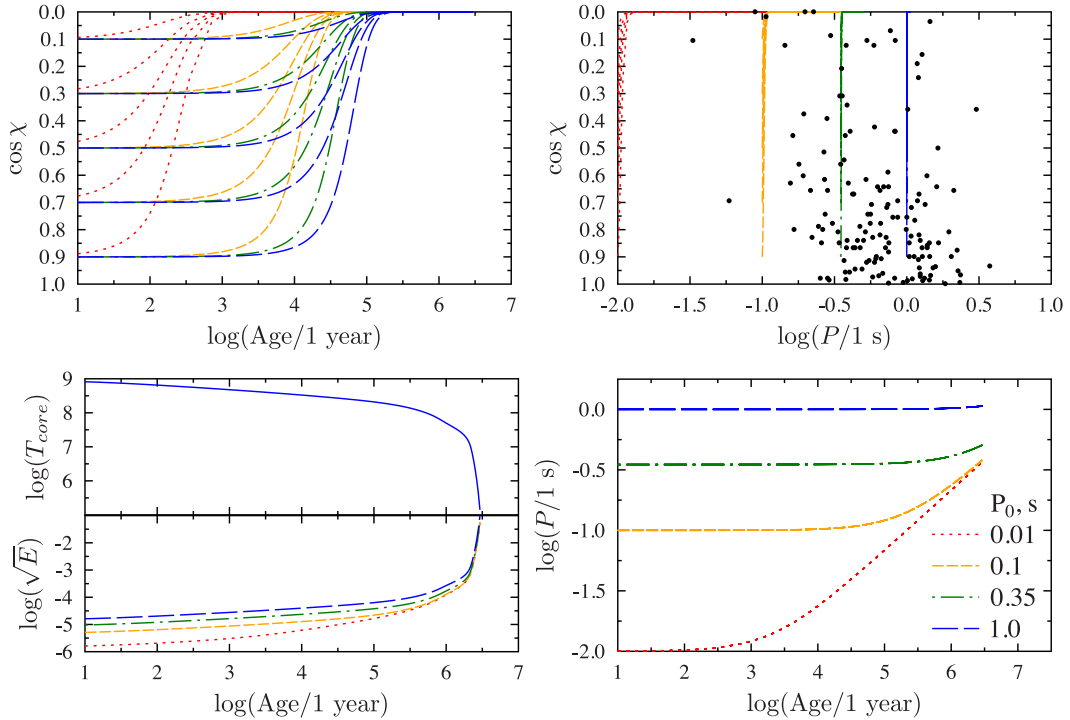 0.0
0.1
0.2
0.3
0.4
0.5
0.6
0.7
0.8
0.9
1.0
cos χ
1 2 3 4 5 6 7
log(Age/1 year)
0.0
0.1
0.2
0.3
0.4
0.5
0.6
0.7
0.8
0.9
1.0
cos χ
-2.0 -1.5 -1.0 -0.5 0.0 0.5 1.0
log(P/1 s)
9
8
7
6
log(T_core)
-2
-3
-4
-5
-6
log(√E)
1 2 3 4 5 6 7
log(Age/1 year)
0.0
-0.5
-1.0
-1.5
-2.0
log(P/1 s)
P_0, s
0.01
0.1
0.35
1.0
1 2 3 4 5 6 7
log(Age/1 year)